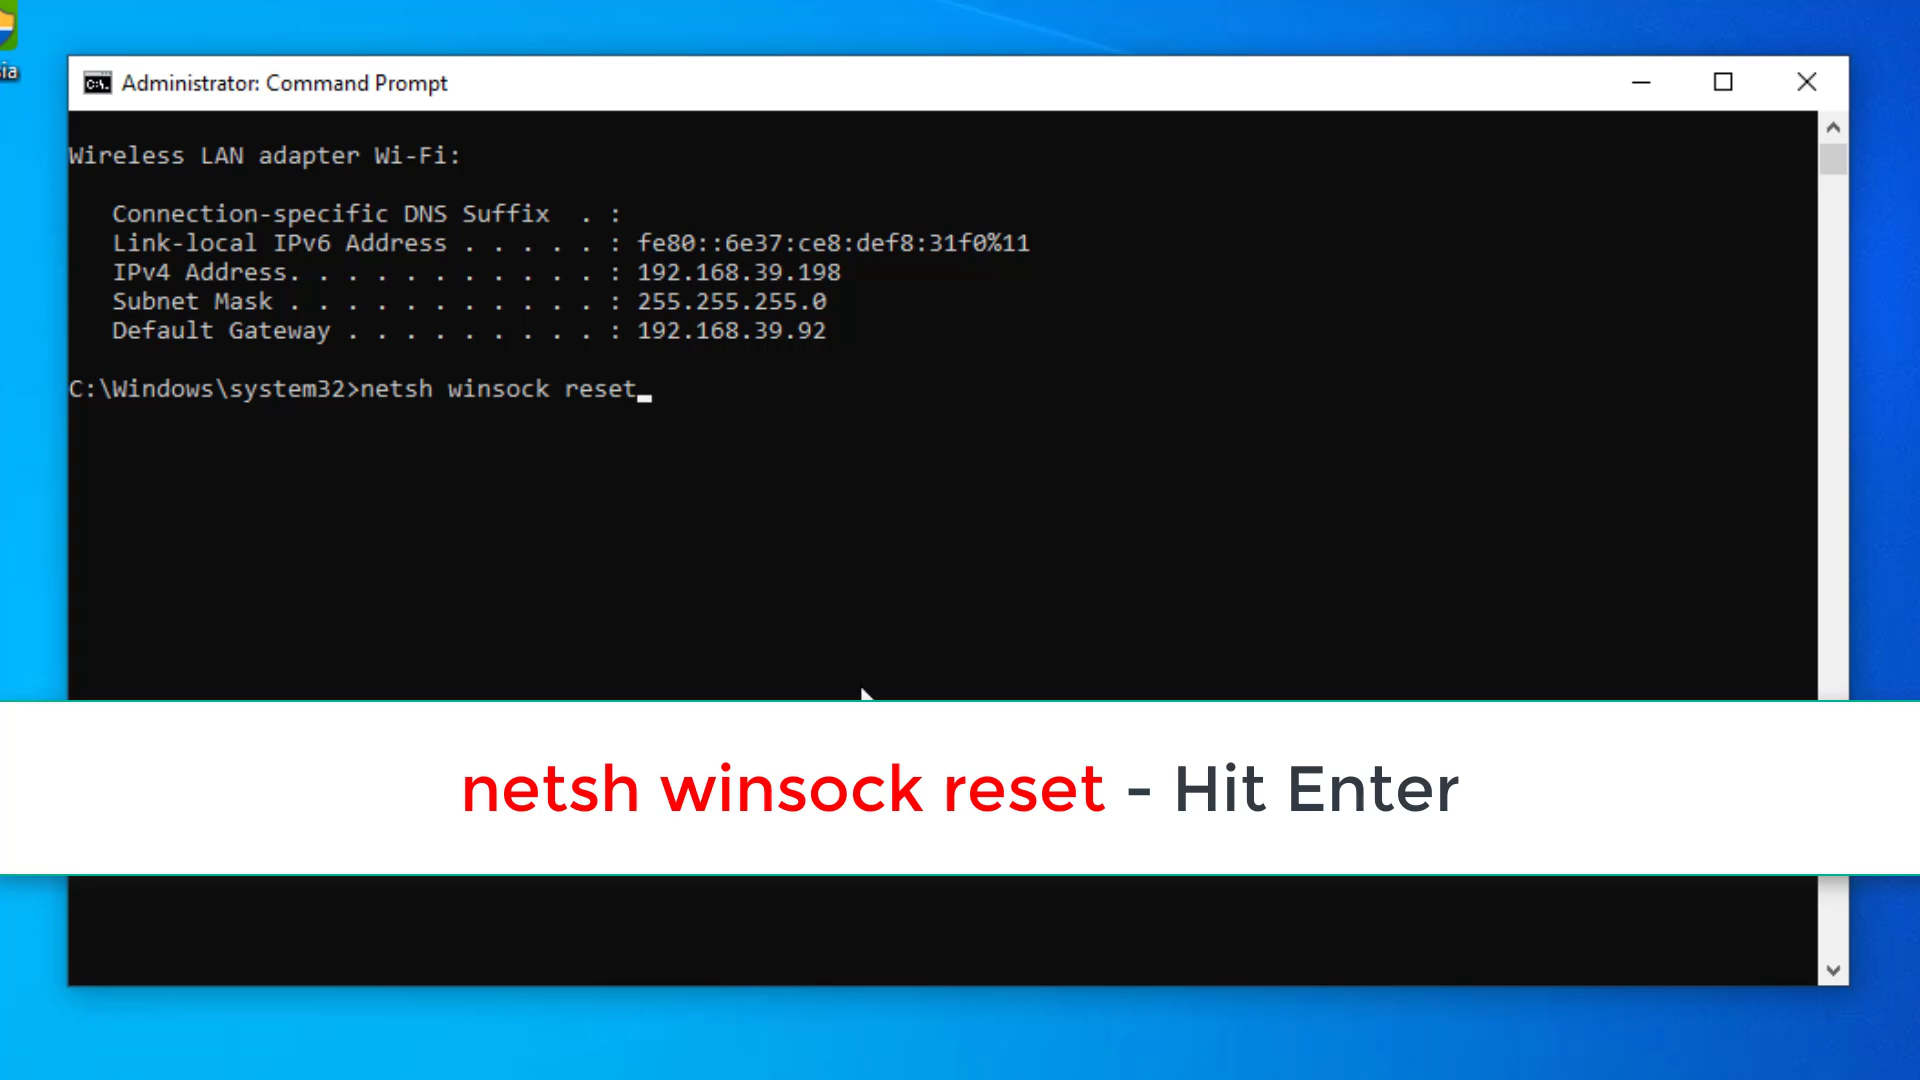 ia
Administrator: Command Prompt
Wireless LAN adapter Wi-Fi:
Connection-specific DNS Suffix . :
Link-local IPv6 Address . . . . . : fe80::6e37:ce8:def8:31f0%11
IPv4 Address. . . . . . . . . . . : 192.168.39.198
Subnet Mask . . . . . . . . . . . : 255.255.255.0
Default Gateway . . . . . . . . . : 192.168.39.92
C:\Windows\system32>netsh winsock reset_
netsh winsock reset - Hit Enter